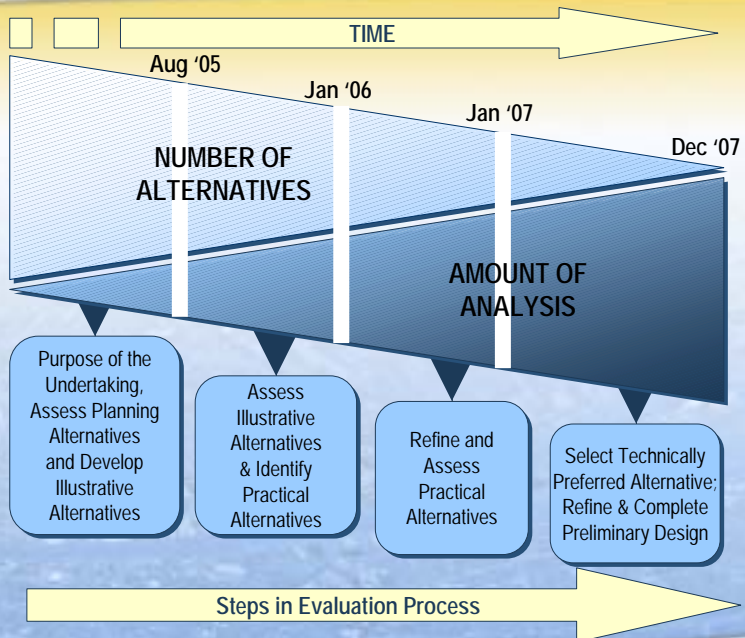 TIME
Aug ‘05
Jan ‘06
Jan ‘07
Dec ‘07
NUMBER OF
ALTERNATIVES
AMOUNT OF
ANALYSIS
Purpose of the
Undertaking,
Assess Planning
Alternatives
and Develop
Illustrative
Alternatives
Assess
Illustrative
Alternatives
& Identify
Practical
Alternatives
Refine and
Assess
Practical
Alternatives
Select Technically
Preferred Alternative;
Refine & Complete
Preliminary Design
Steps in Evaluation Process